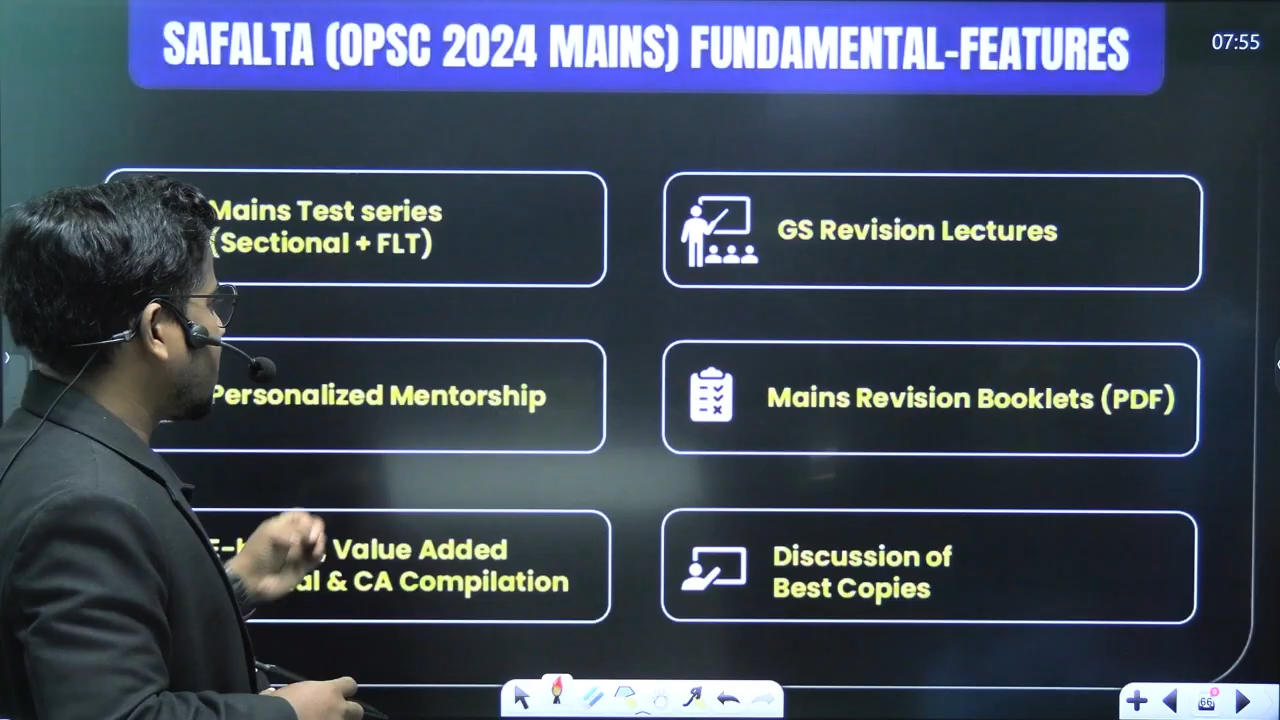 SAFALTA (OPSC 2024 MAINS) FUNDAMENTAL-FEATURES
07:55
Mains Test series
(Sectional + FLT)
GS Revision Lectures
Personalized Mentorship
Mains Revision Booklets (PDF)
Value Added
& CA Compilation
Discussion of
Best Copies
66